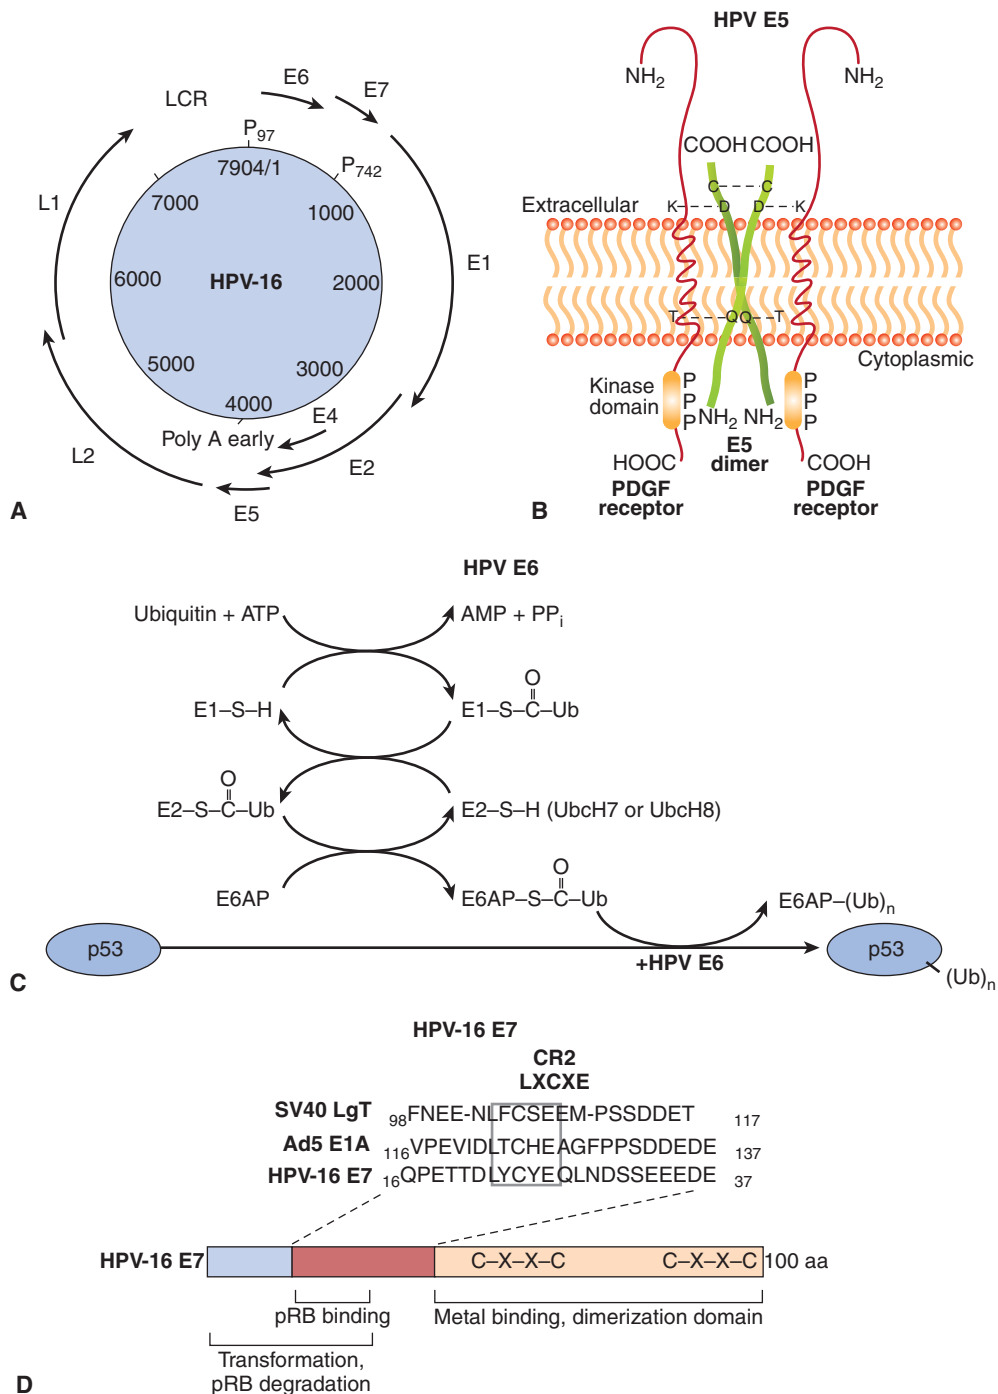 LCR
E6
E7
P97
P742
7904/1
7000
1000
L1
E1
6000
HPV-16
2000
5000
3000
4000
E4
Poly A early
L2
E2
E5
A
HPV E5
NH2
NH2
COOH COOH
C C
Extracellular
K D D K
T Q Q T
Cytoplasmic
Kinase
domain
P
P
P
P
P
P
NH2 NH2
E5
dimer
HOOC
PDGF
receptor
COOH
PDGF
receptor
B
HPV E6
Ubiquitin + ATP
AMP + PPi
O
E1–S–H
E1–S–C–Ub
O
E2–S–C–Ub
E2–S–H (UbcH7 or UbcH8)
O
E6AP
E6AP–S–C–Ub
E6AP–(Ub)n
p53
+HPV E6
p53
(Ub)n
C
HPV-16 E7
CR2
LXCXE
SV40 LgT 98FNEE-NLFCSEEM-PSSDDET 117
Ad5 E1A 116VPEVIDLTCHEAGFPPSDDEDE 137
HPV-16 E7 16QPETTDLYCYEQLNDSSEEEDE 37
HPV-16 E7 C–X–X–C C–X–X–C 100 aa
pRB binding
Metal binding, dimerization domain
Transformation,
pRB degradation
D